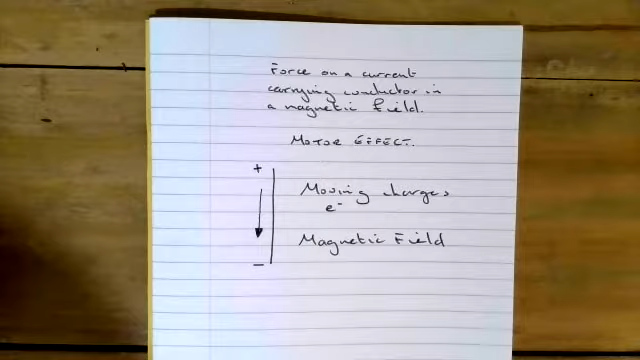 Force on a current
carrying conductor in
a magnetic field.
MOTOR EFFECT.
+
Moving charges
e-
Magnetic Field
-